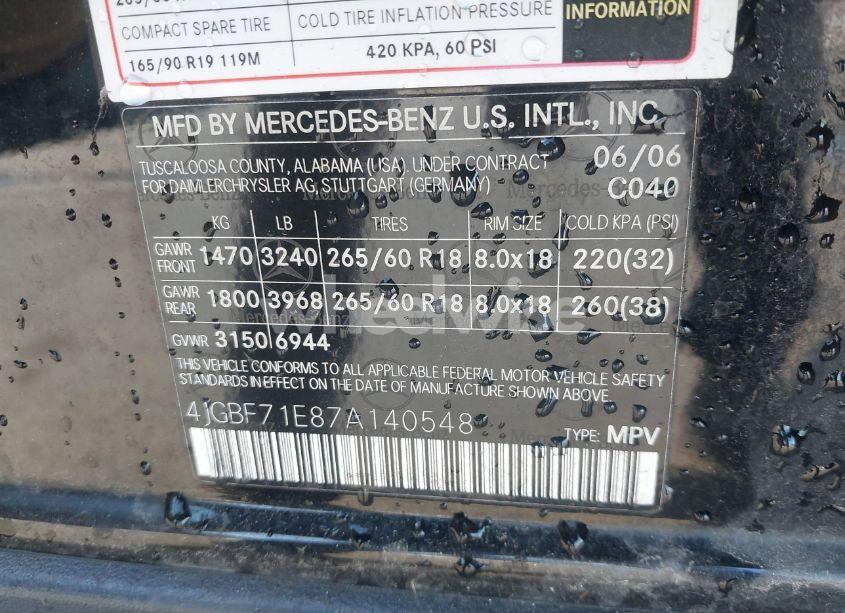 COMPACT SPARE TIRE
COLD TIRE INFLATION PRESSURE
INFORMATION
165/90 R19 119M
420 KPA, 60 PSI
MFD BY MERCEDES-BENZ U.S. INTL., INC.
TUSCALOOSA COUNTY, ALABAMA (USA). UNDER CONTRACT
FOR DAIMLERCHRYSLER AG, STUTTGART (GERMANY)
06/06
C040
KG LB TIRES RIM SIZE COLD KPA (PSI)
GAWR FRONT 1470 3240 265/60 R18 8.0x18 220(32)
GAWR REAR 1800 3968 265/60 R18 8.0x18 260(38)
GVWR 3150 6944
THIS VEHICLE CONFORMS TO ALL APPLICABLE FEDERAL MOTOR VEHICLE SAFETY
STANDARDS IN EFFECT ON THE DATE OF MANUFACTURE SHOWN ABOVE.
4JGBF71E87A140548
TYPE: MPV